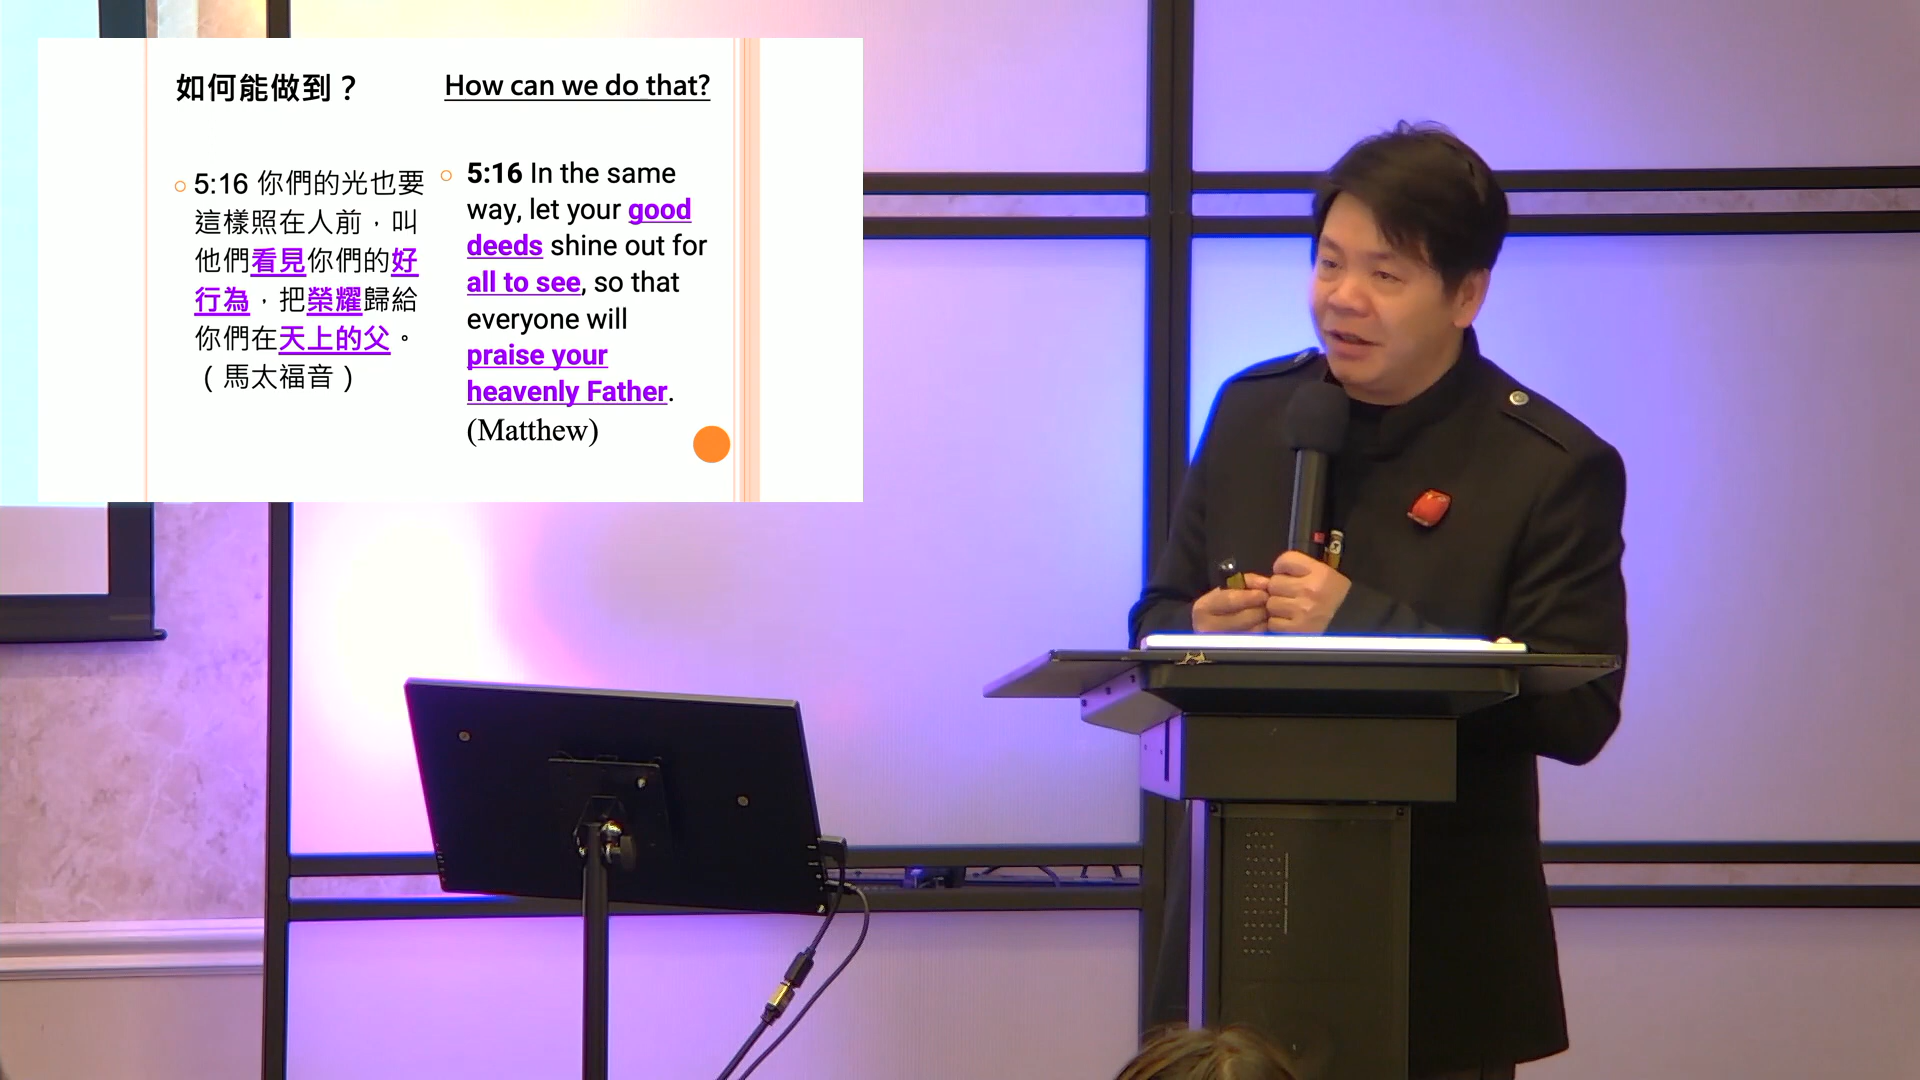 如何能做到？
How can we do that?
5:16 你們的光也要
這樣照在人前，叫
他們看見你們的好
行為，把榮耀歸給
你們在天上的父。
（馬太福音）
5:16 In the same
way, let your good
deeds shine out for
all to see, so that
everyone will
praise your
heavenly Father.
(Matthew)